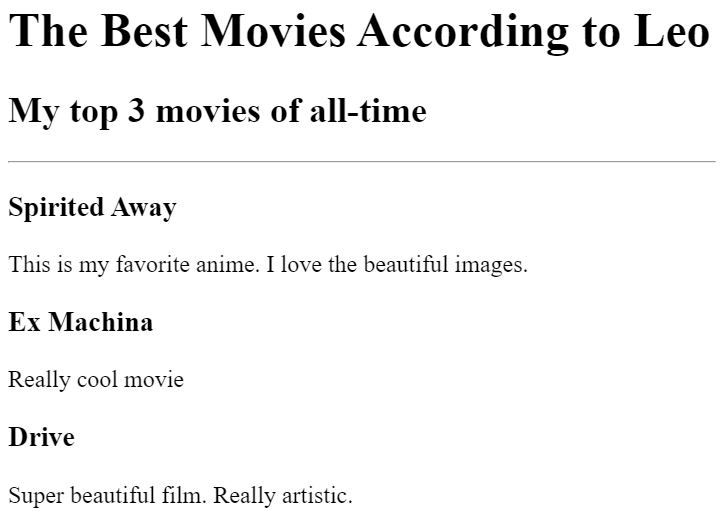 The Best Movies According to Leo
My top 3 movies of all-time
Spirited Away
This is my favorite anime. I love the beautiful images.
Ex Machina
Really cool movie
Drive
Super beautiful film. Really artistic.